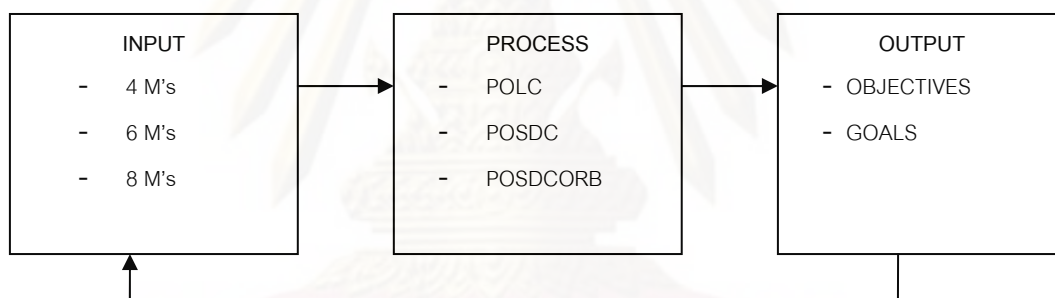 INPUT
- 4 M's
- 6 M's
- 8 M's
PROCESS
- POLC
- POSDC
- POSDCORB
OUTPUT
- OBJECTIVES
- GOALS